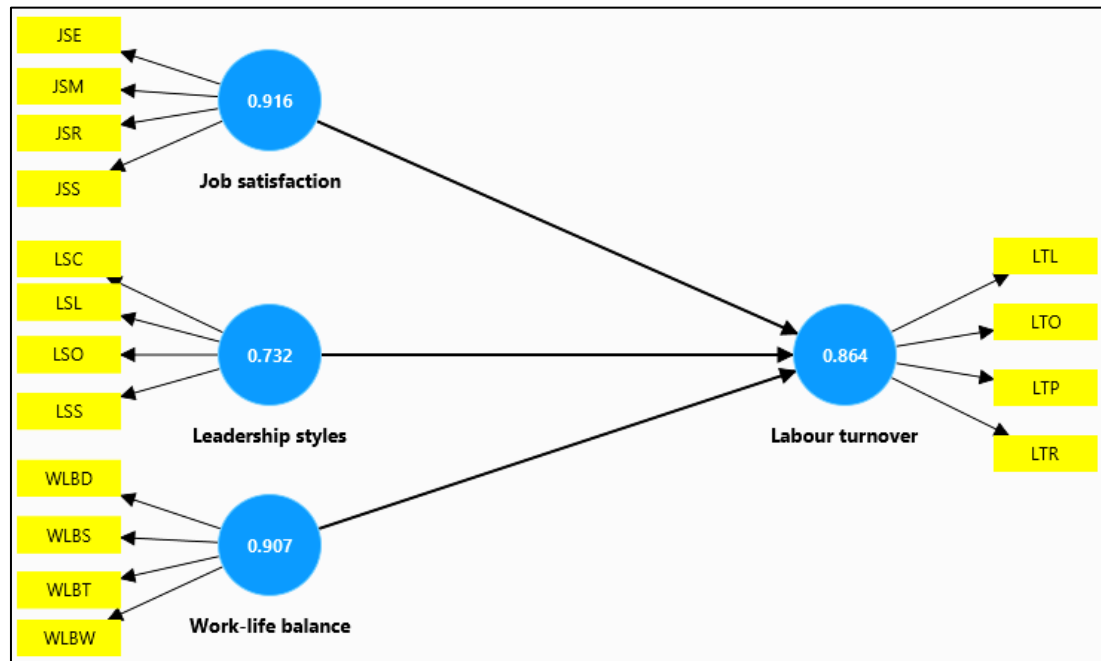 JSE
JSM
JSR
JSS
0.916
Job satisfaction
LSC
LSL
LSO
LSS
0.732
Leadership styles
WLBD
WLBS
WLBT
WLBW
0.907
Work-life balance
0.864
Labour turnover
LTL
LTO
LTP
LTR